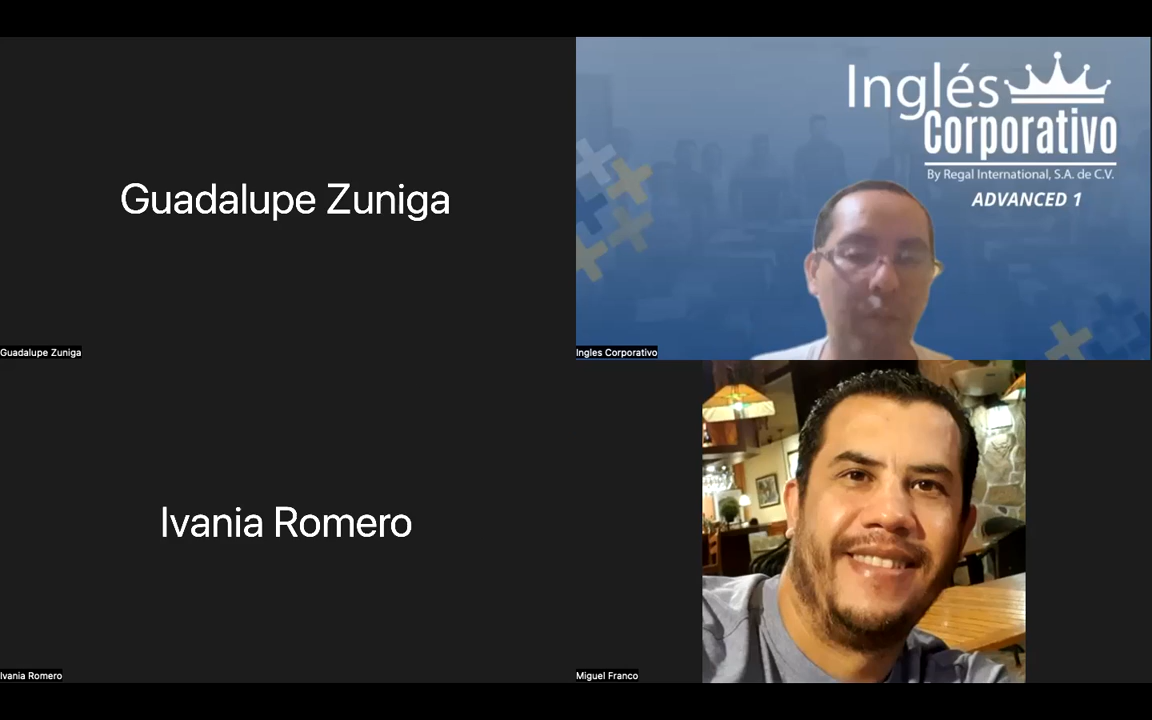 Guadalupe Zuniga
Guadalupe Zuniga
Inglés
Corporativo
By Regal International, S.A. de C.V.
ADVANCED 1
Ingles Corporativo
Ivania Romero
Ivania Romero
Miguel Franco